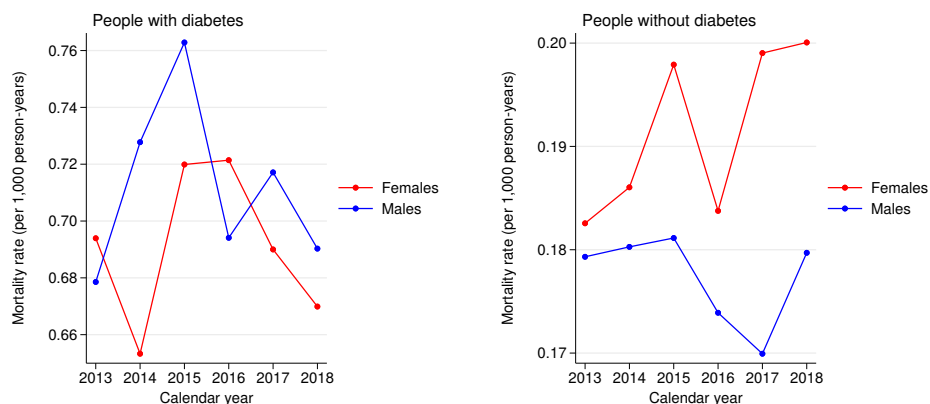 People with diabetes
Mortality rate (per 1,000 person-years)
0.76
0.74
0.72
0.70
0.68
0.66
2013 2014 2015 2016 2017 2018
Calendar year
Females
Males
People without diabetes
Mortality rate (per 1,000 person-years)
0.20
0.19
0.18
0.17
2013 2014 2015 2016 2017 2018
Calendar year
Females
Males